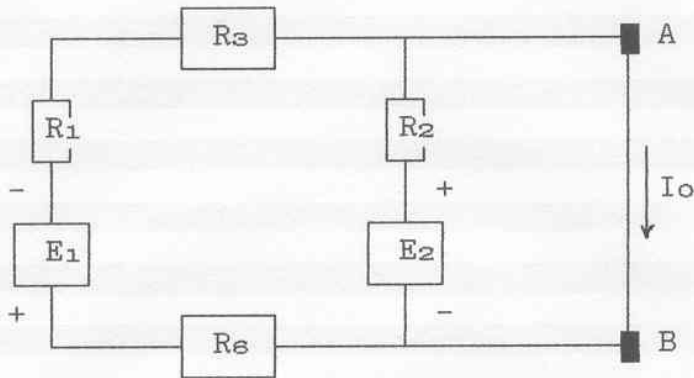 R3
A
R1
R2
-
+
Io
E1
E2
+
-
R6
B